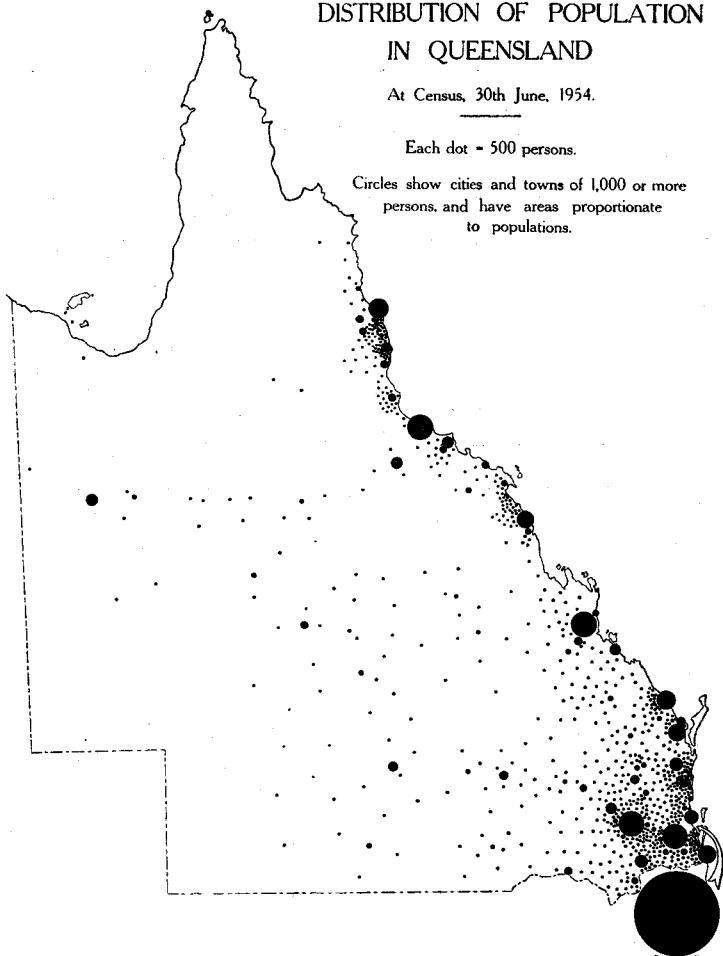 DISTRIBUTION OF POPULATION
IN QUEENSLAND
At Census, 30th June, 1954.
Each dot = 500 persons.
Circles show cities and towns of 1,000 or more
persons, and have areas proportionate
to populations.